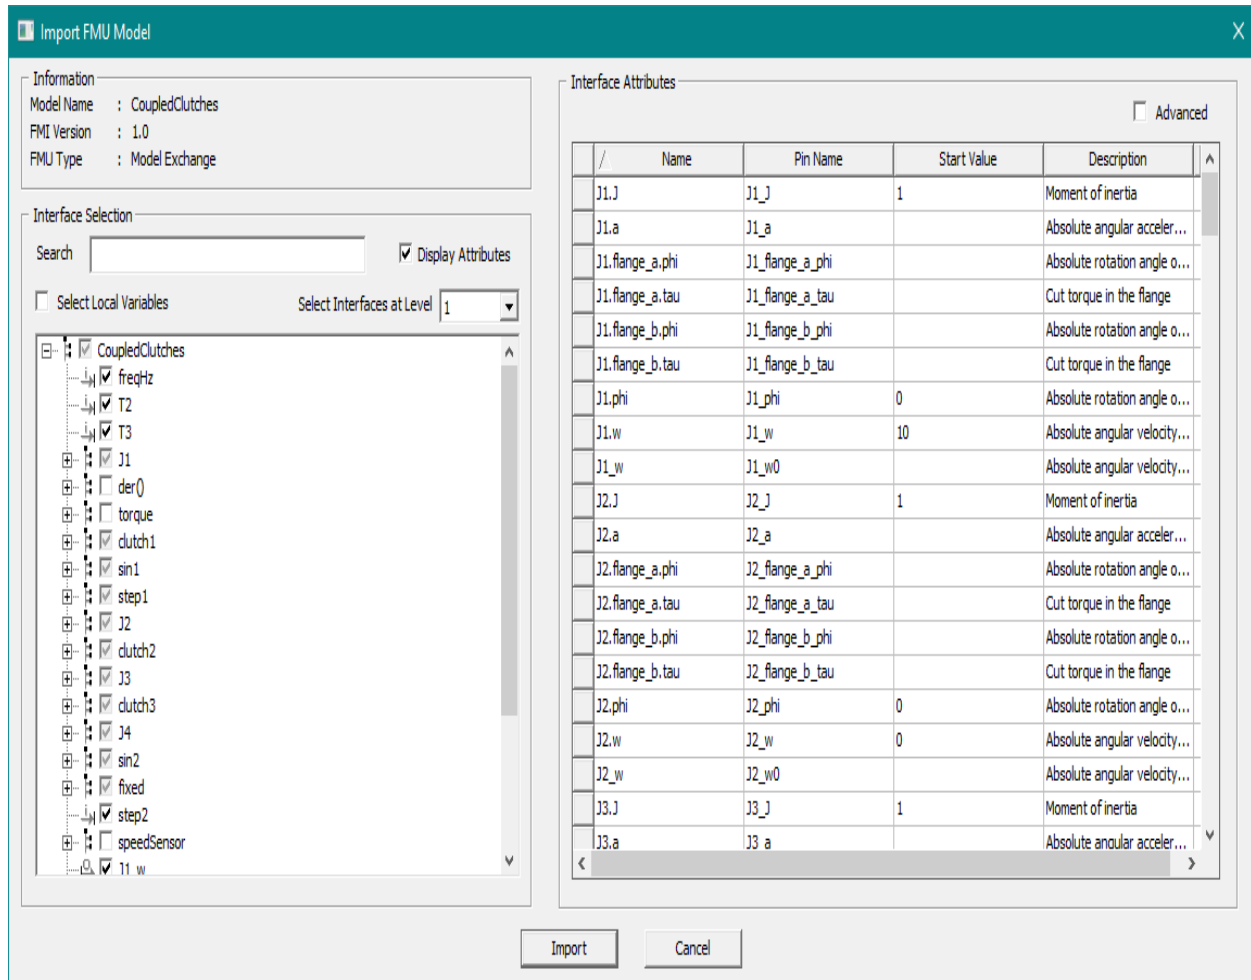 Import FMU Model
Information
Model Name : CoupledClutches
FMI Version : 1.0
FMU Type : Model Exchange
Interface Selection
Search
Display Attributes
Select Local Variables
Select Interfaces at Level 1
CoupledClutches
freqHz
T2
T3
J1
der()
torque
clutch1
sin1
step1
J2
clutch2
J3
clutch3
J4
sin2
fixed
step2
speedSensor
J1_w
Interface Attributes
Advanced
Name Pin Name Start Value Description
J1.J J1_J 1 Moment of inertia
J1.a J1_a Absolute angular acceler...
J1.flange_a.phi J1_flange_a_phi Absolute rotation angle o...
J1.flange_a.tau J1_flange_a_tau Cut torque in the flange
J1.flange_b.phi J1_flange_b_phi Absolute rotation angle o...
J1.flange_b.tau J1_flange_b_tau Cut torque in the flange
J1.phi J1_phi 0 Absolute rotation angle o...
J1.w J1_w 10 Absolute angular velocity...
J1_w J1_w0 Absolute angular velocity...
J2.J J2_J 1 Moment of inertia
J2.a J2_a Absolute angular acceler...
J2.flange_a.phi J2_flange_a_phi Absolute rotation angle o...
J2.flange_a.tau J2_flange_a_tau Cut torque in the flange
J2.flange_b.phi J2_flange_b_phi Absolute rotation angle o...
J2.flange_b.tau J2_flange_b_tau Cut torque in the flange
J2.phi J2_phi 0 Absolute rotation angle o...
J2.w J2_w 0 Absolute angular velocity...
J2_w J2_w0 Absolute angular velocity...
J3.J J3_J 1 Moment of inertia
J3.a J3_a Absolute angular acceler...
Import
Cancel